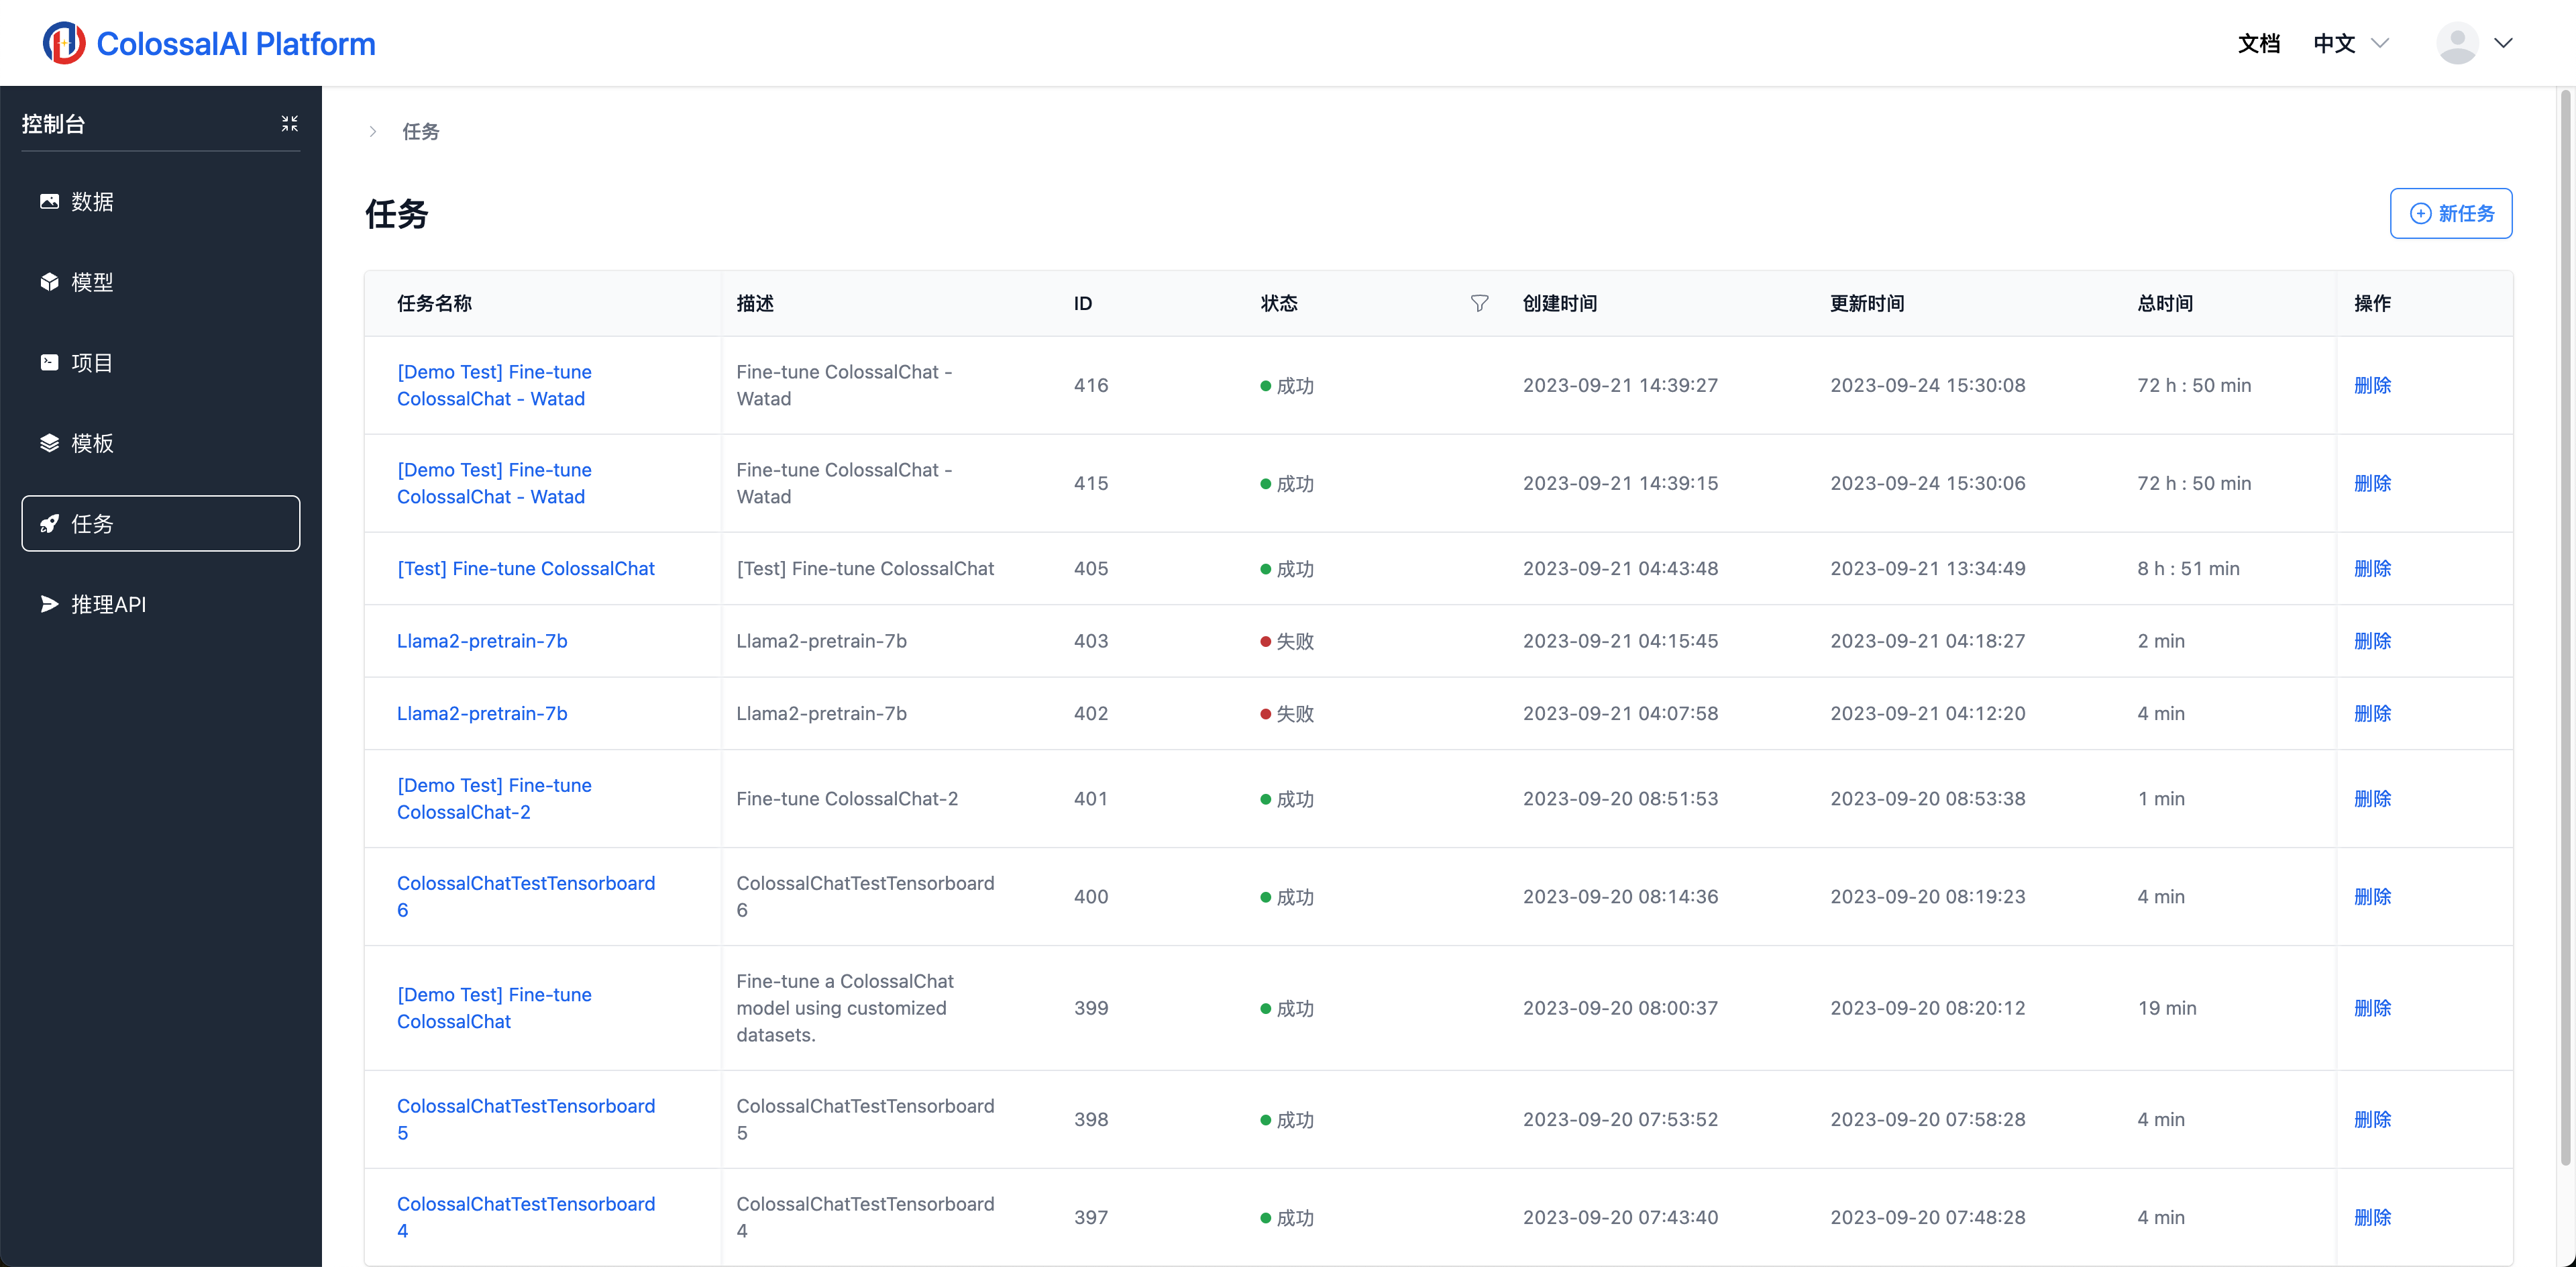 ColossalAI Platform
文档
中文
控制台
数据
模型
项目
模板
任务
推理API
任务
任务
新任务
任务名称 描述 ID 状态 创建时间 更新时间 总时间 操作
[Demo Test] Fine-tune
ColossalChat - Watad
Fine-tune ColossalChat -
Watad
416 成功 2023-09-21 14:39:27 2023-09-24 15:30:08 72 h : 50 min 删除
[Demo Test] Fine-tune
ColossalChat - Watad
Fine-tune ColossalChat -
Watad
415 成功 2023-09-21 14:39:15 2023-09-24 15:30:06 72 h : 50 min 删除
[Test] Fine-tune ColossalChat [Test] Fine-tune ColossalChat 405 成功 2023-09-21 04:43:48 2023-09-21 13:34:49 8 h : 51 min 删除
Llama2-pretrain-7b Llama2-pretrain-7b 403 失败 2023-09-21 04:15:45 2023-09-21 04:18:27 2 min 删除
Llama2-pretrain-7b Llama2-pretrain-7b 402 失败 2023-09-21 04:07:58 2023-09-21 04:12:20 4 min 删除
[Demo Test] Fine-tune
ColossalChat-2
Fine-tune ColossalChat-2 401 成功 2023-09-20 08:51:53 2023-09-20 08:53:38 1 min 删除
ColossalChatTestTensorboard
6
ColossalChatTestTensorboard
6
400 成功 2023-09-20 08:14:36 2023-09-20 08:19:23 4 min 删除
[Demo Test] Fine-tune
ColossalChat
Fine-tune a ColossalChat
model using customized
datasets.
399 成功 2023-09-20 08:00:37 2023-09-20 08:20:12 19 min 删除
ColossalChatTestTensorboard
5
ColossalChatTestTensorboard
5
398 成功 2023-09-20 07:53:52 2023-09-20 07:58:28 4 min 删除
ColossalChatTestTensorboard
4
ColossalChatTestTensorboard
4
397 成功 2023-09-20 07:43:40 2023-09-20 07:48:28 4 min 删除